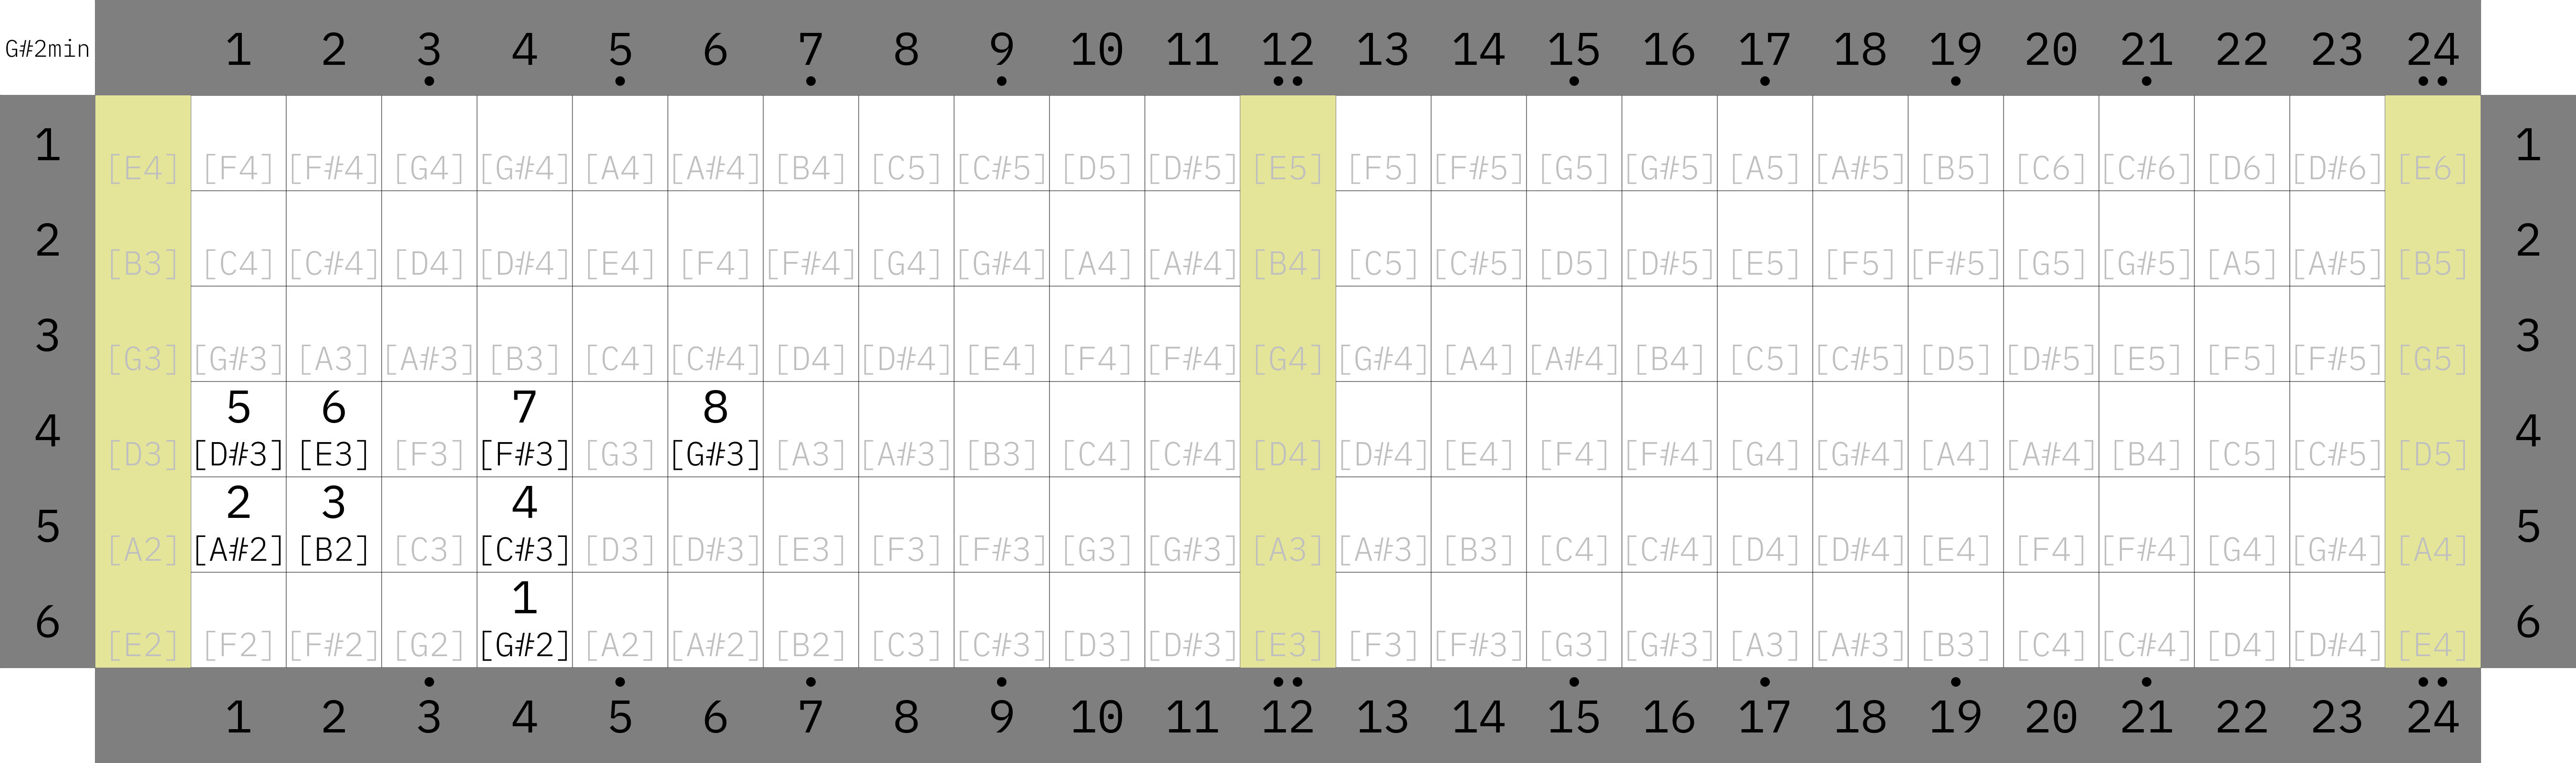 G#2min 1 2 3 4 5 6 7 8 9 10 11 12 13 14 15 16 17 18 19 20 21 22 23 24
1 [E4] [F4] [F#4] [G4] [G#4] [A4] [A#4] [B4] [C5] [C#5] [D5] [D#5] [E5] [F5] [F#5] [G5] [G#5] [A5] [A#5] [B5] [C6] [C#6] [D6] [D#6] [E6] 1
2 [B3] [C4] [C#4] [D4] [D#4] [E4] [F4] [F#4] [G4] [G#4] [A4] [A#4] [B4] [C5] [C#5] [D5] [D#5] [E5] [F5] [F#5] [G5] [G#5] [A5] [A#5] [B5] 2
3 [G3] [G#3] [A3] [A#3] [B3] [C4] [C#4] [D4] [D#4] [E4] [F4] [F#4] [G4] [G#4] [A4] [A#4] [B4] [C5] [C#5] [D5] [D#5] [E5] [F5] [F#5] [G5] 3
5 6 7 8
4 [D3] [D#3] [E3] [F3] [F#3] [G3] [G#3] [A3] [A#3] [B3] [C4] [C#4] [D4] [D#4] [E4] [F4] [F#4] [G4] [G#4] [A4] [A#4] [B4] [C5] [C#5] [D5] 4
2 3 4
5 [A2] [A#2] [B2] [C3] [C#3] [D3] [D#3] [E3] [F3] [F#3] [G3] [G#3] [A3] [A#3] [B3] [C4] [C#4] [D4] [D#4] [E4] [F4] [F#4] [G4] [G#4] [A4] 5
1
6 [E2] [F2] [F#2] [G2] [G#2] [A2] [A#2] [B2] [C3] [C#3] [D3] [D#3] [E3] [F3] [F#3] [G3] [G#3] [A3] [A#3] [B3] [C4] [C#4] [D4] [D#4] [E4] 6
1 2 3 4 5 6 7 8 9 10 11 12 13 14 15 16 17 18 19 20 21 22 23 24